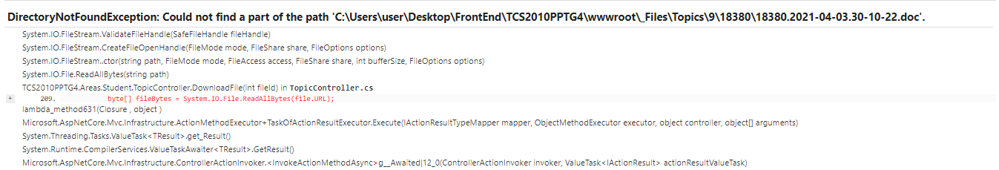 DirectoryNotFoundException: Could not find a part of the path 'C:\Users\user\Desktop\FrontEnd\TCS2010PPTG4\wwwroot\_Files\Topics\9\18380\18380.2021-04-03.30-10-22.doc'.
System.IO.FileStream.ValidateFileHandle(SafeFileHandle fileHandle)
System.IO.FileStream.CreateFileOpenHandle(FileMode mode, FileShare share, FileOptions options)
System.IO.FileStream..ctor(string path, FileMode mode, FileAccess access, FileShare share, int bufferSize, FileOptions options)
System.IO.File.ReadAllBytes(string path)
TCS2010PPTG4.Areas.Student.TopicController.DownloadFile(int fileId) in TopicController.cs
+ 209. byte[] fileBytes = System.IO.File.ReadAllBytes(file.URL);
lambda_method631(Closure , object )
Microsoft.AspNetCore.Mvc.Infrastructure.ActionMethodExecutor+TaskOfActionResultExecutor.Execute(IActionResultTypeMapper mapper, ObjectMethodExecutor executor, object controller, object[] arguments)
System.Threading.Tasks.ValueTask<TResult>.get_Result()
System.Runtime.CompilerServices.ValueTaskAwaiter<TResult>.GetResult()
Microsoft.AspNetCore.Mvc.Infrastructure.ControllerActionInvoker.<InvokeActionMethodAsync>g__Awaited|12_0(ControllerActionInvoker invoker, ValueTask<IActionResult> actionResultValueTask)